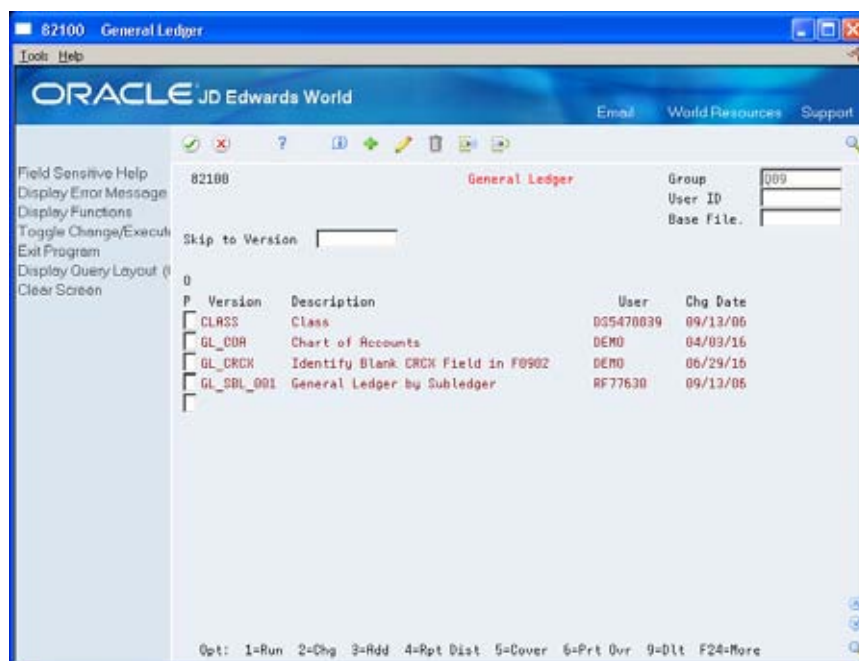 82100 General Ledger
Tools Help
ORACLE JD Edwards World
Email World Resources Support
Field Sensitive Help
Display Error Message
Display Functions
Toggle Change/Execute
Exit Program
Display Query Layout (
Clear Screen
82100 General Ledger Group Q09
User ID
Base File.
Skip to Version
O
P Version Description User Chg Date
CLASS Class DS5470039 09/13/06
GL_COA Chart of Accounts DEMO 04/03/16
GL_CRCX Identify Blank CRCX Field in F0902 DEMO 06/29/16
GL_SBL_001 General Ledger by Subledger RF77630 09/13/06
Opt: 1=Run 2=Chg 3=Add 4=Rpt Dist 5=Cover 6=Prt Ovr 9=Dlt F24=More